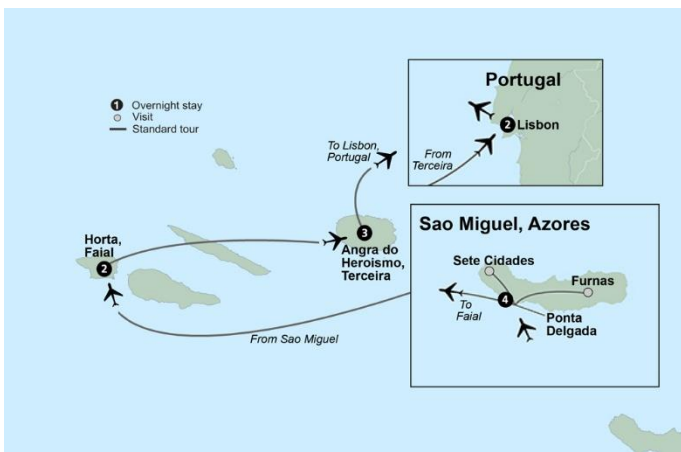 1 Overnight stay
Visit
Standard tour
Portugal
2 Lisbon
To Lisbon,
Portugal
From
Terceira
Horta,
Faial
2
3
Angra do
Heroismo,
Terceira
From Sao Miguel
Sao Miguel, Azores
Sete Cidades
Furnas
4
To
Faial
Ponta
Delgada